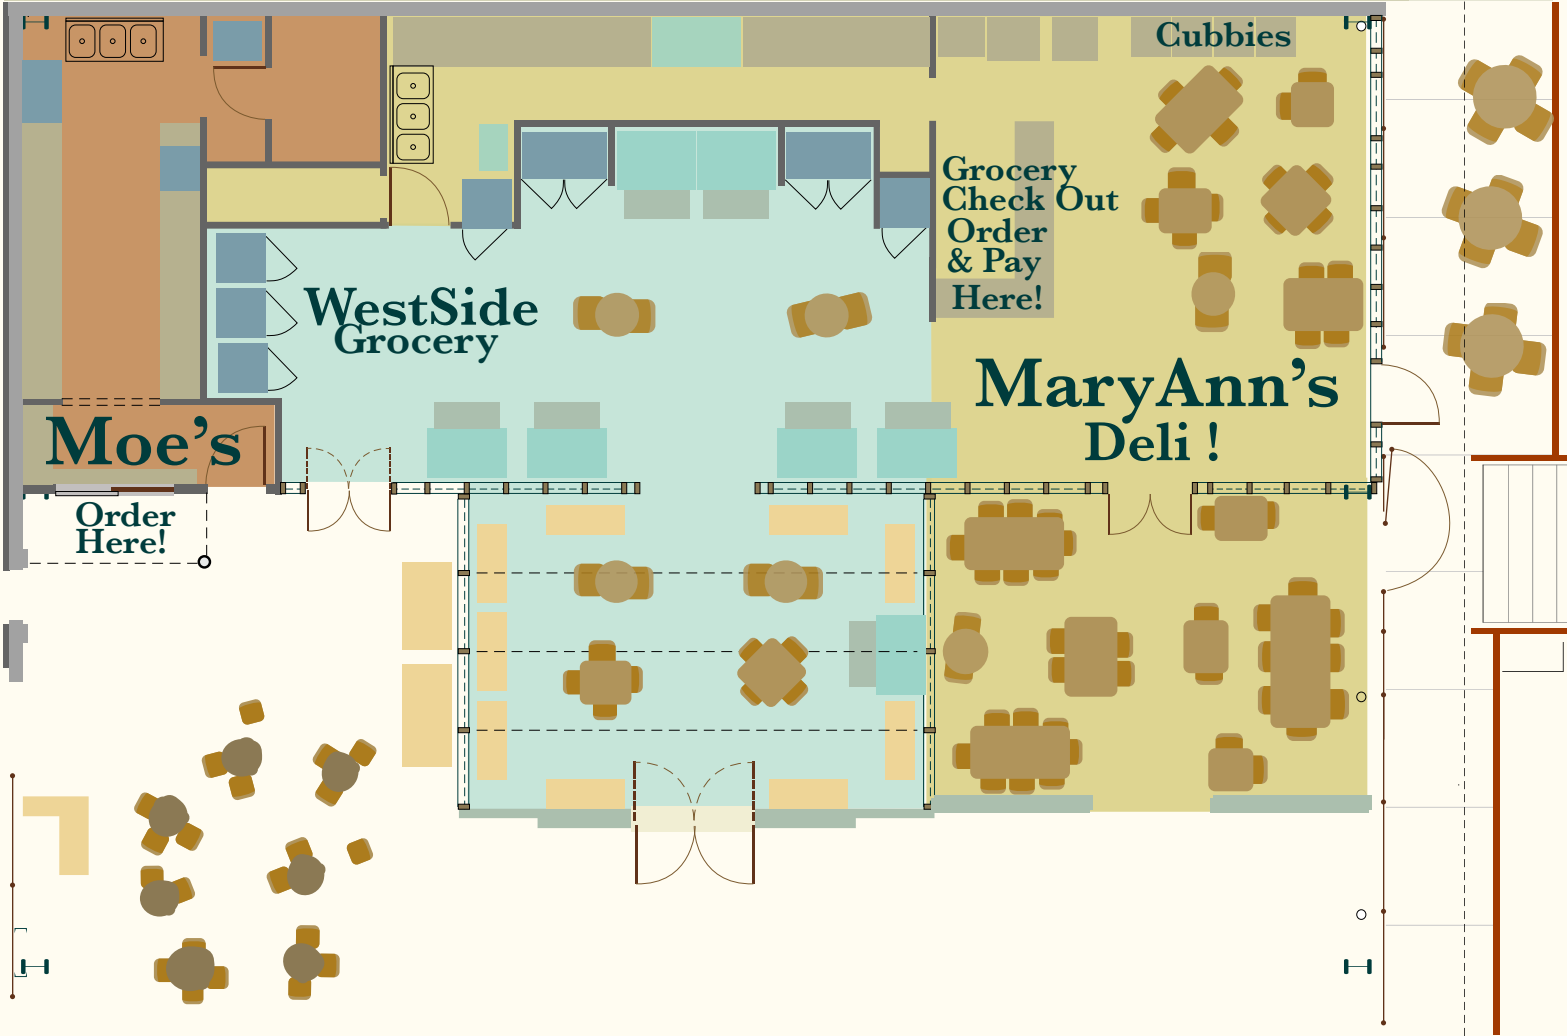 Cubbies
Grocery
Check Out
Order
& Pay
Here!
WestSide
Grocery
MaryAnn's
Deli !
Moe's
Order
Here!